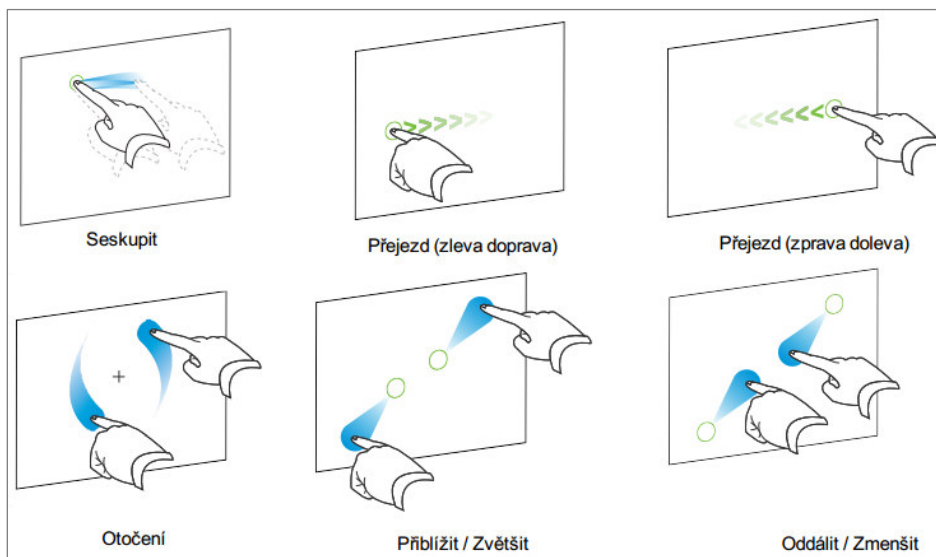 Seskupit
Přejezd (zleva doprava)
Přejezd (zprava doleva)
Otočení
Přiblížit / Zvětšit
Oddálit / Zmenšit